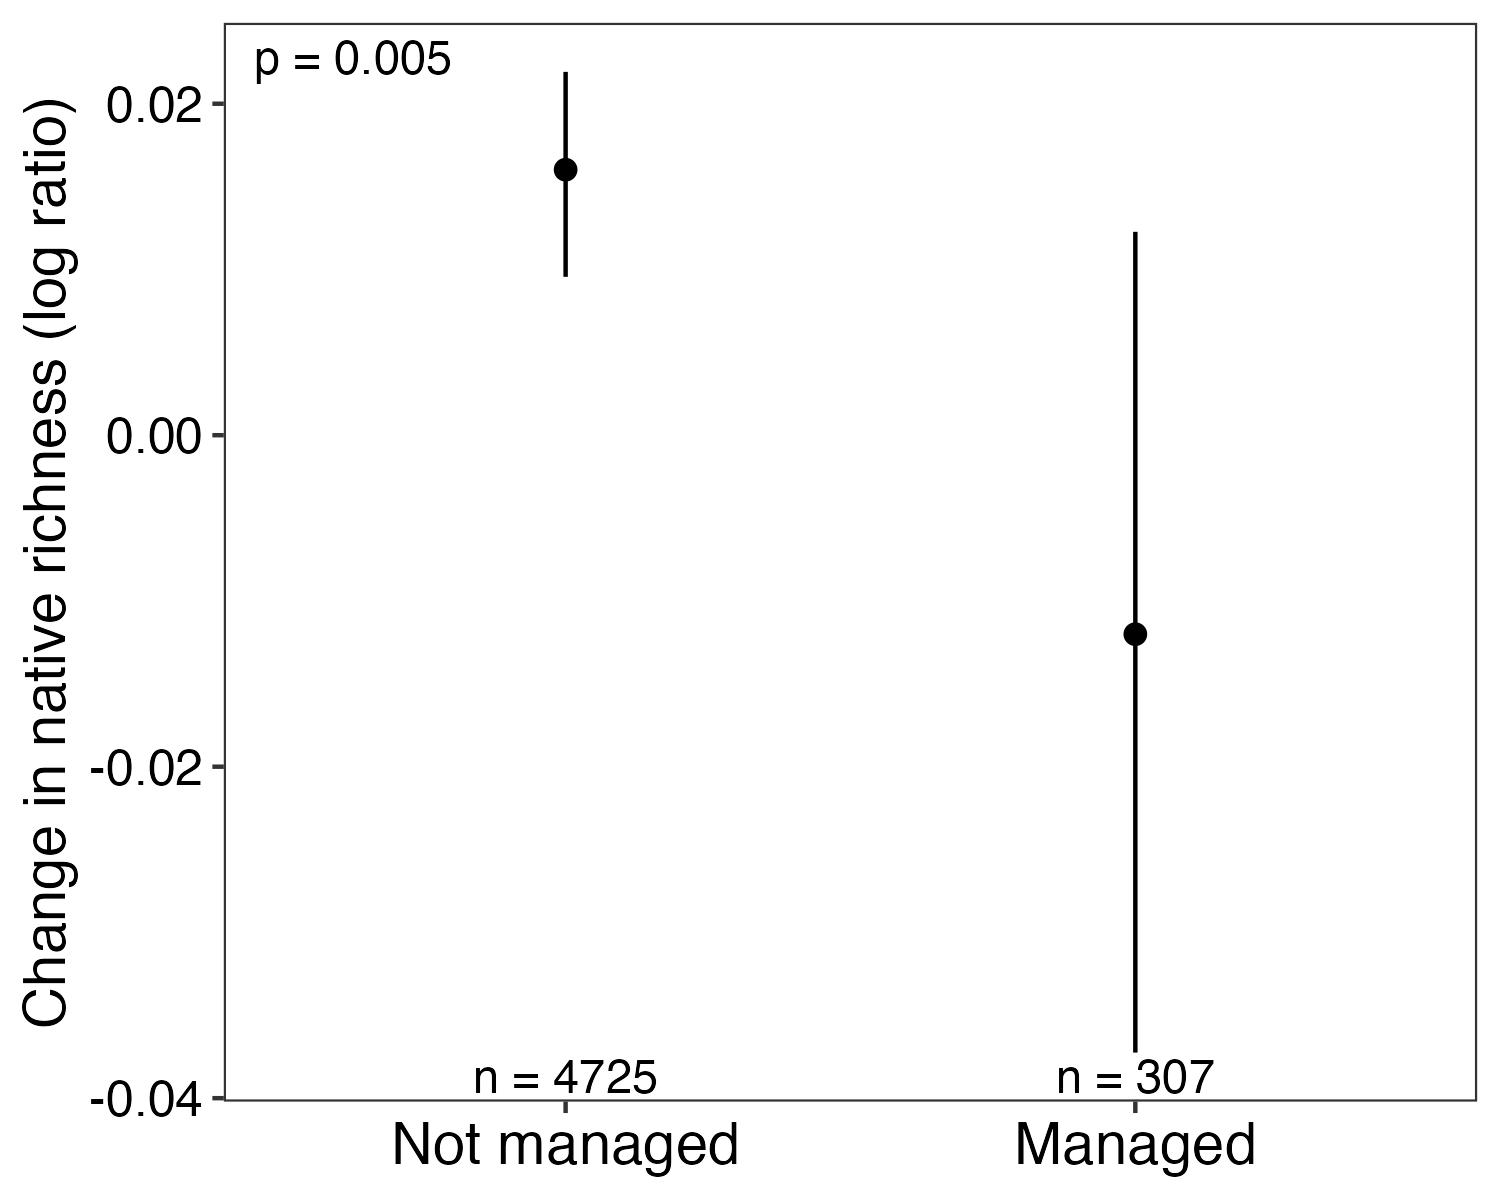 p = 0.005
Change in native richness (log ratio)
0.02
0.00
-0.02
-0.04
n = 4725
n = 307
Not managed
Managed